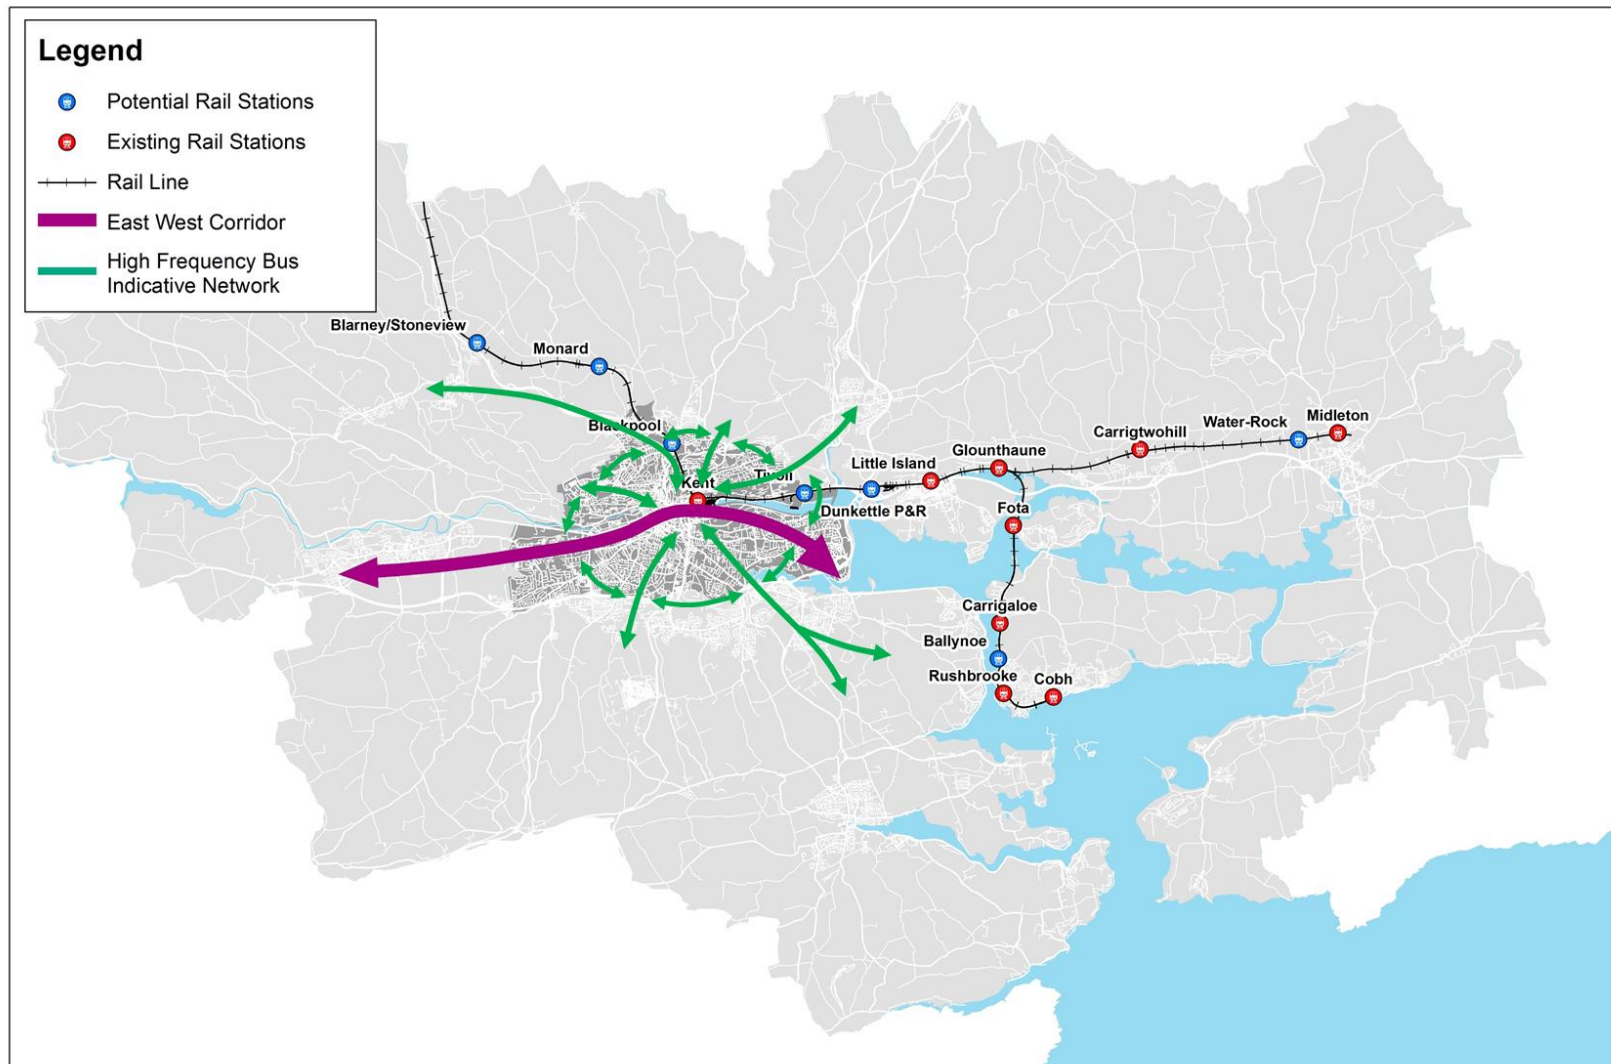 Legend
Potential Rail Stations
Existing Rail Stations
Rail Line
East West Corridor
High Frequency Bus
Indicative Network
Blarney/Stoneview
Monard
Blackpool
Kent
Tivoli
Dunkettle P&R
Little Island
Glounthaune
Carrigtwohill
Water-Rock
Midleton
Fota
Carrigaloe
Ballynoe
Rushbrooke
Cobh